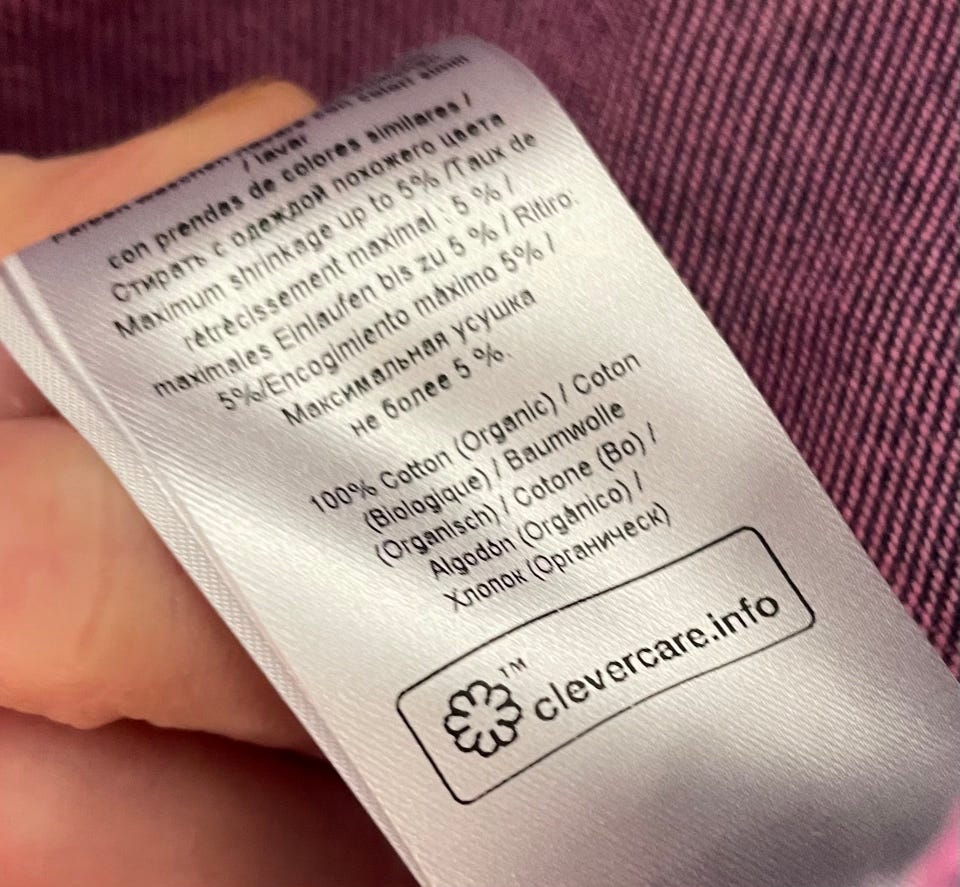 / lavar
con prendas de colores similares /
Стирать с одеждой похожего цвета
Maximum shrinkage up to 5% /Taux de
rètrècissement maximal : 5 % /
maximales Einlaufen bis zu 5 % / Ritiro:
5%/Encogimiento máximo 5% /
Максимальная усушка
не более 5 %.
100% Cotton (Organic) / Coton
(Biologique) / Baumwolle
(Organisch) / Cotone (Bo) /
Algodón (Orgànico) /
Хлопок (Органическ)
TM
clevercare.info